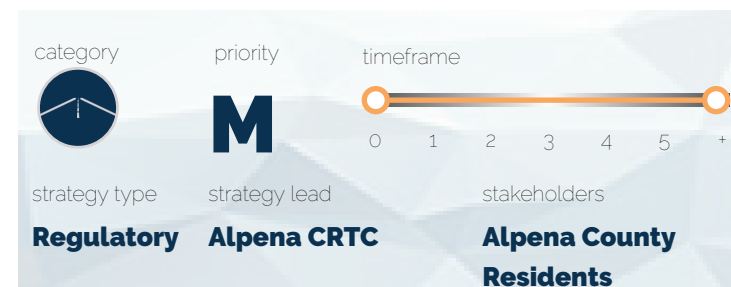 category priority timeframe
M
0 1 2 3 4 5 +
strategy type strategy lead stakeholders
Regulatory Alpena CRTC Alpena County
Residents